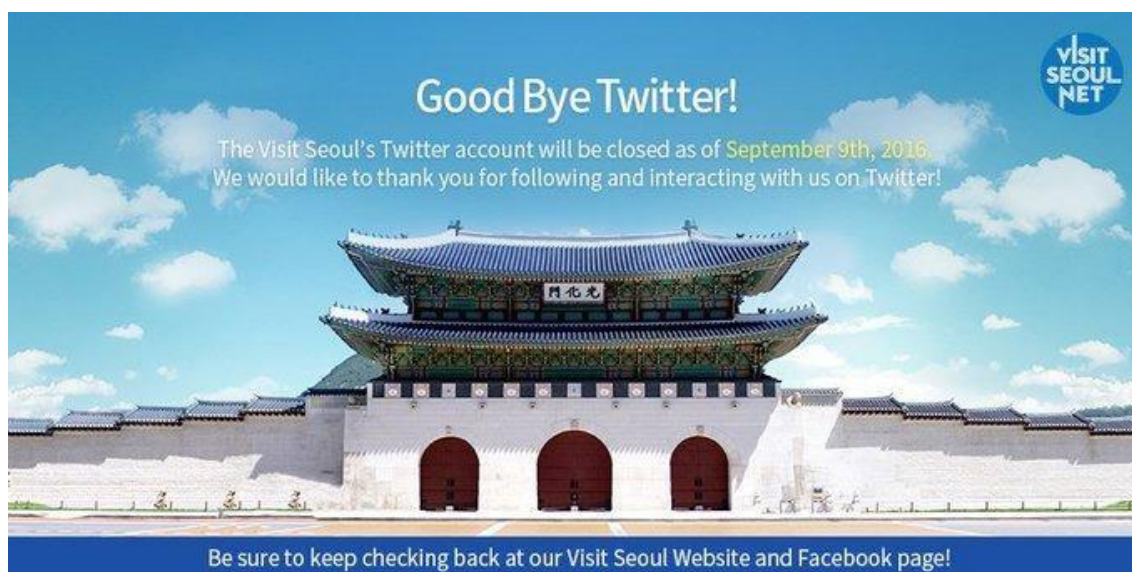 VISIT
SEOUL
NET
Good Bye Twitter!
The Visit Seoul's Twitter account will be closed as of September 9th, 2016.
We would like to thank you for following and interacting with us on Twitter!
門化光
Be sure to keep checking back at our Visit Seoul Website and Facebook page!